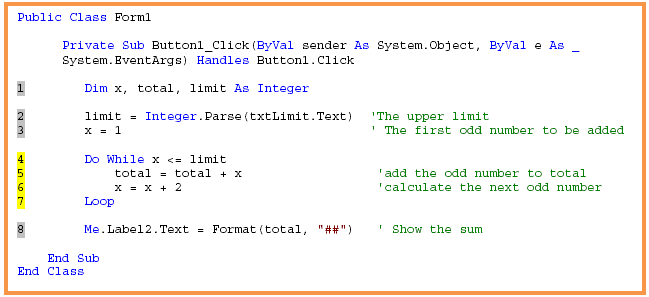 Public Class Form1
Private Sub Button1_Click(ByVal sender As System.Object, ByVal e As _
System.EventArgs) Handles Button1.Click
1 Dim x, total, limit As Integer
2 limit = Integer.Parse(txtLimit.Text) 'The upper limit
3 x = 1 ' The first odd number to be added
4 Do While x <= limit
5 total = total + x 'add the odd number to total
6 x = x + 2 'calculate the next odd number
7 Loop
8 Me.Label2.Text = Format(total, "##") ' Show the sum
End Sub
End Class